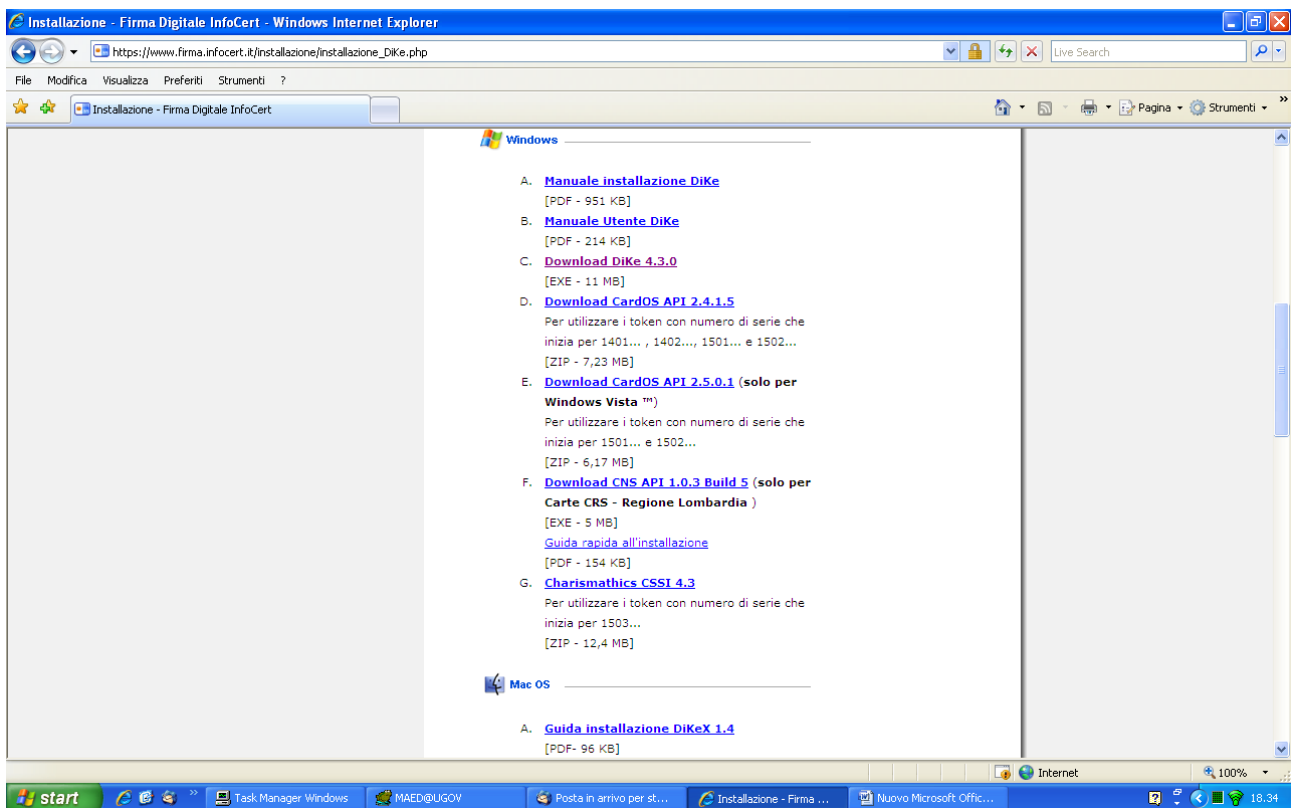 Installazione - Firma Digitale InfoCert - Windows Internet Explorer
https://www.firma.infocert.it/installazione/installazione_DiKe.php
Live Search
File Modifica Visualizza Preferiti Strumenti ?
Installazione - Firma Digitale InfoCert
Pagina Strumenti »
Windows
A. Manuale installazione DiKe
[PDF - 951 KB]
B. Manuale Utente DiKe
[PDF - 214 KB]
C. Download DiKe 4.3.0
[EXE - 11 MB]
D. Download CardOS API 2.4.1.5
Per utilizzare i token con numero di serie che
inizia per 1401... , 1402..., 1501... e 1502...
[ZIP - 7,23 MB]
E. Download CardOS API 2.5.0.1 (solo per
Windows Vista ™)
Per utilizzare i token con numero di serie che
inizia per 1501... e 1502...
[ZIP - 6,17 MB]
F. Download CNS API 1.0.3 Build 5 (solo per
Carte CRS - Regione Lombardia )
[EXE - 5 MB]
Guida rapida all'installazione
[PDF - 154 KB]
G. Charismathics CSSI 4.3
Per utilizzare i token con numero di serie che
inizia per 1503...
[ZIP - 12,4 MB]
Mac OS
A. Guida installazione DiKeX 1.4
[PDF- 96 KB]
Internet 100%
start » Task Manager Windows MAED@UGOV Posta in arrivo per st... Installazione - Firma ... Nuovo Microsoft Offic... 18.34